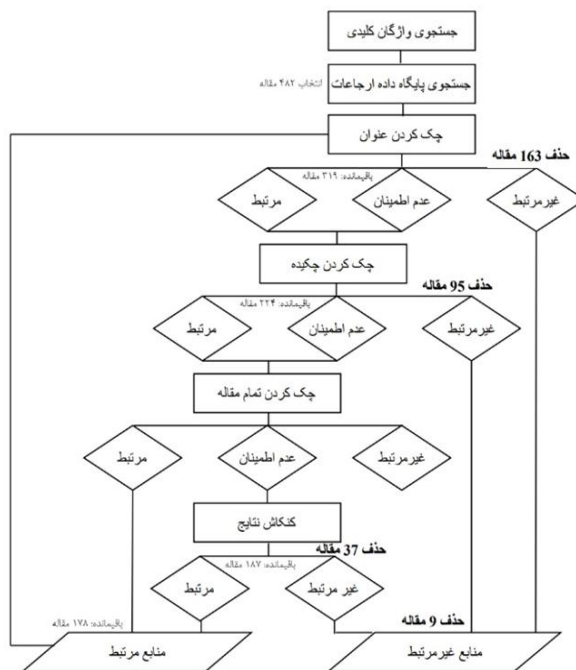 جستجوی واژگان کلیدی
جستجوی پایگاه داده ارجاعات
انتخاب ۴۸۲ مقاله
چک کردن عنوان
حذف 163 مقاله
باقیمانده: ۳۱۹ مقاله
غیرمرتبط
عدم اطمینان
مرتبط
چک کردن چکیده
حذف 95 مقاله
باقیمانده: ۲۲۴ مقاله
غیرمرتبط
عدم اطمینان
مرتبط
چک کردن تمام مقاله
غیرمرتبط
عدم اطمینان
مرتبط
کنکاش نتایج
حذف 37 مقاله
باقیمانده: ۱۸۷ مقاله
غیر مرتبط
مرتبط
حذف 9 مقاله
باقیمانده: ۱۷۸ مقاله
منابع غیرمرتبط
منابع مرتبط